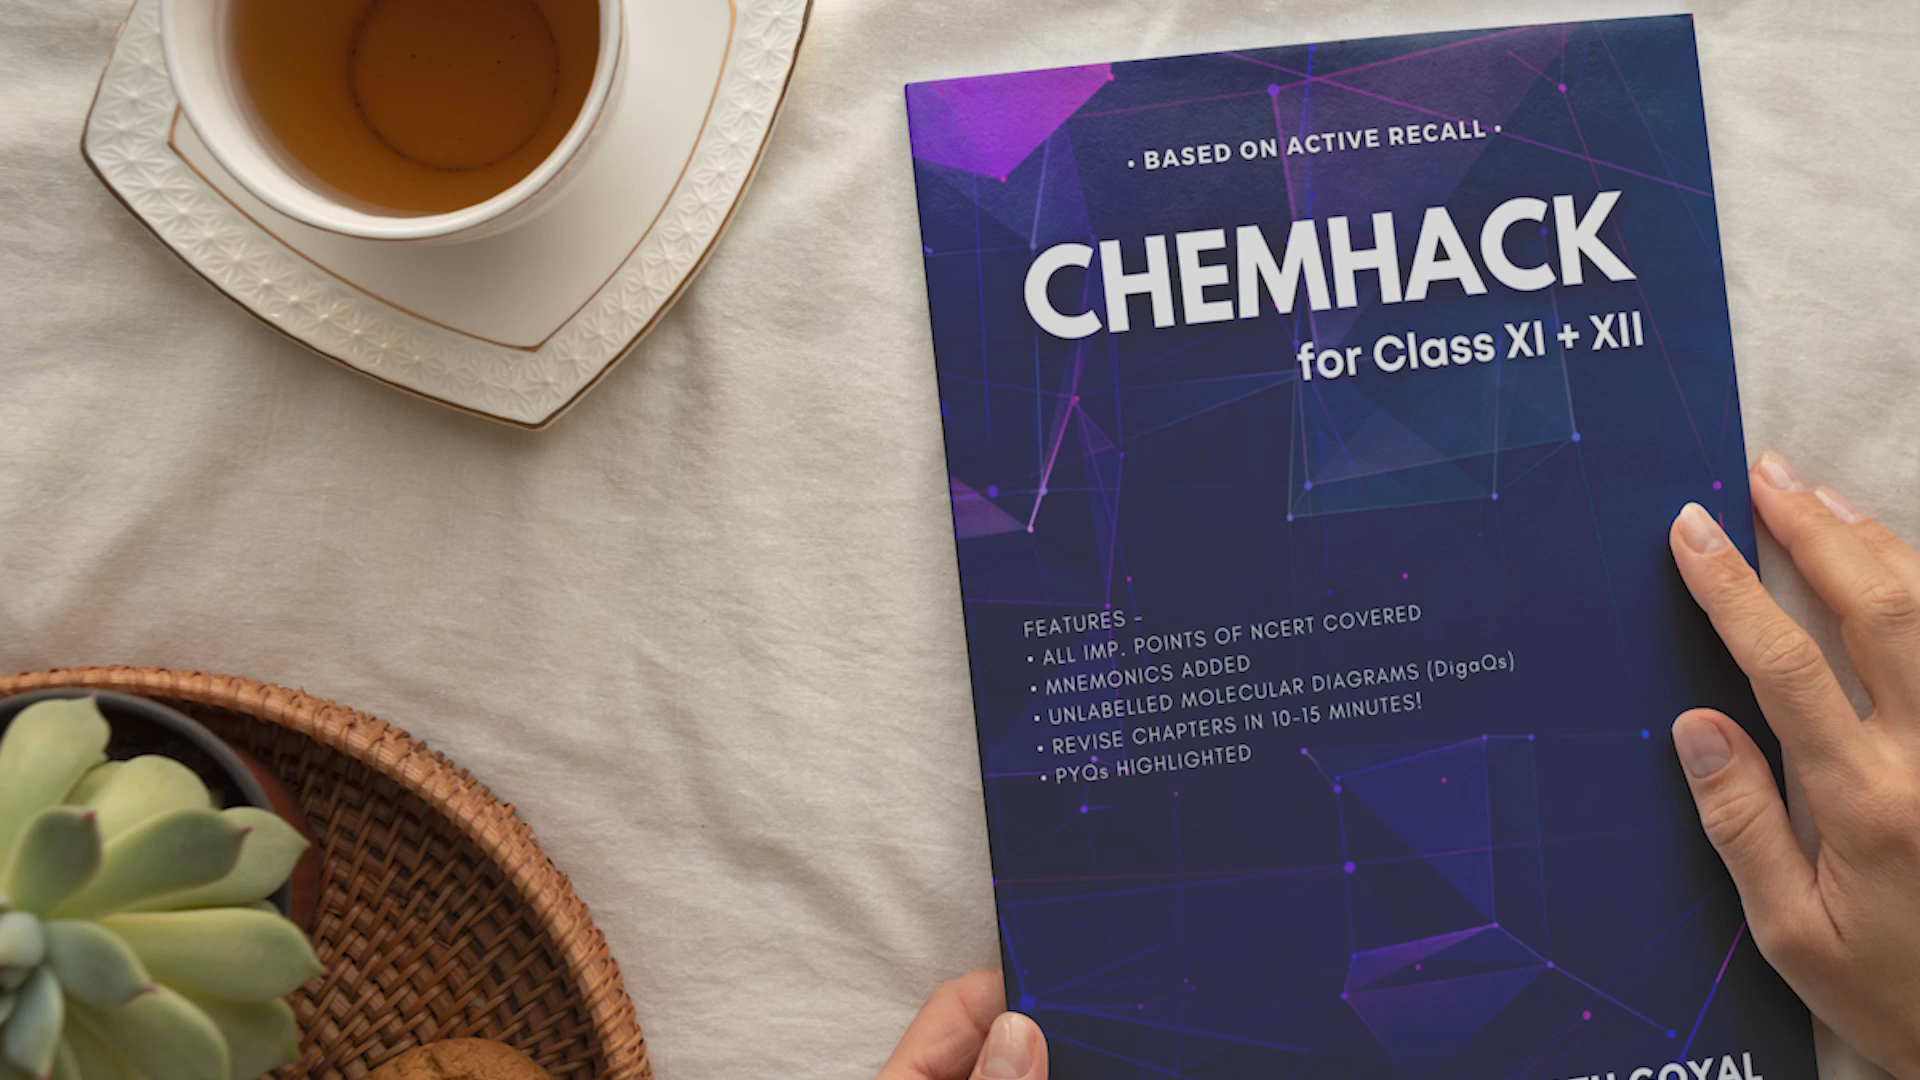 • BASED ON ACTIVE RECALL •
CHEMHACK
for Class XI + XII
FEATURES -
• ALL IMP. POINTS OF NCERT COVERED
• MNEMONICS ADDED
• UNLABELLED MOLECULAR DIAGRAMS (DigaQs)
• REVISE CHAPTERS IN 10-15 MINUTES!
• PYQs HIGHLIGHTED
GOYAL